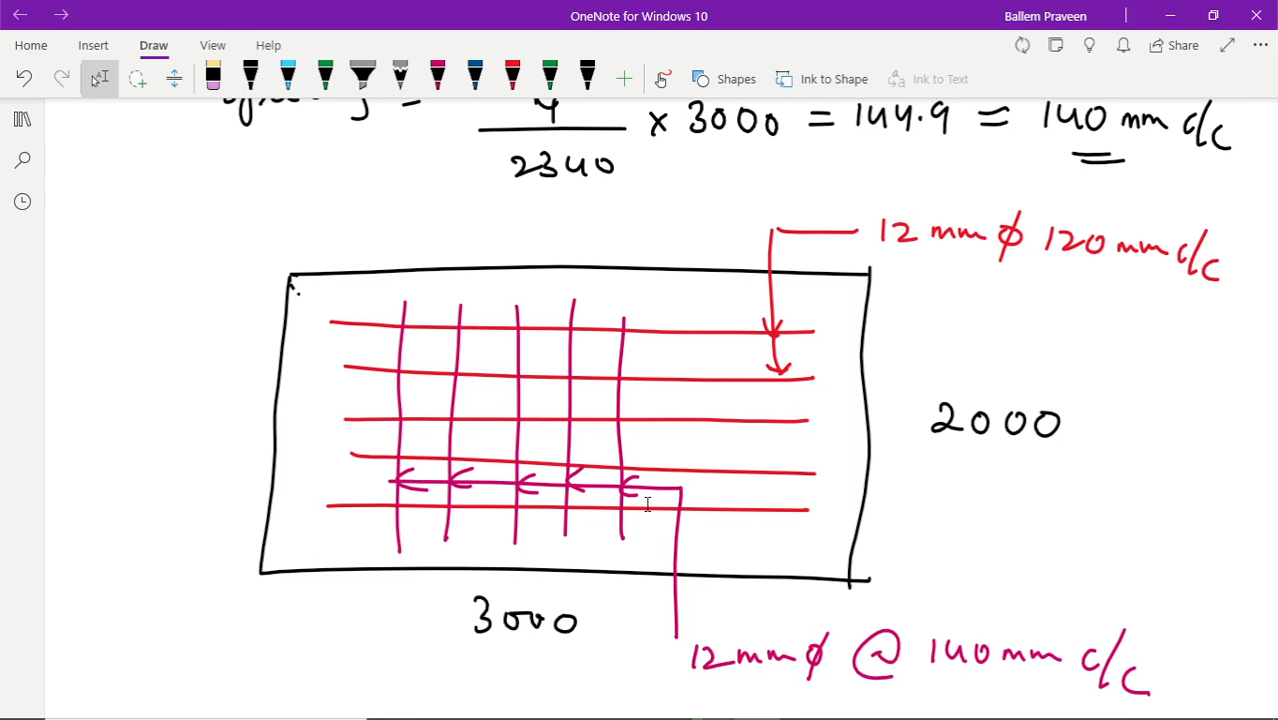 OneNote for Windows 10
Ballem Praveen
Home Insert Draw View Help
Share
Shapes
Ink to Shape
Ink to Text
4
2340
x 3000 = 144.9 = 140 mm c/c
12 mm ϕ 120 mm c/c
2000
3000
12 mm ϕ @ 140 mm c/c